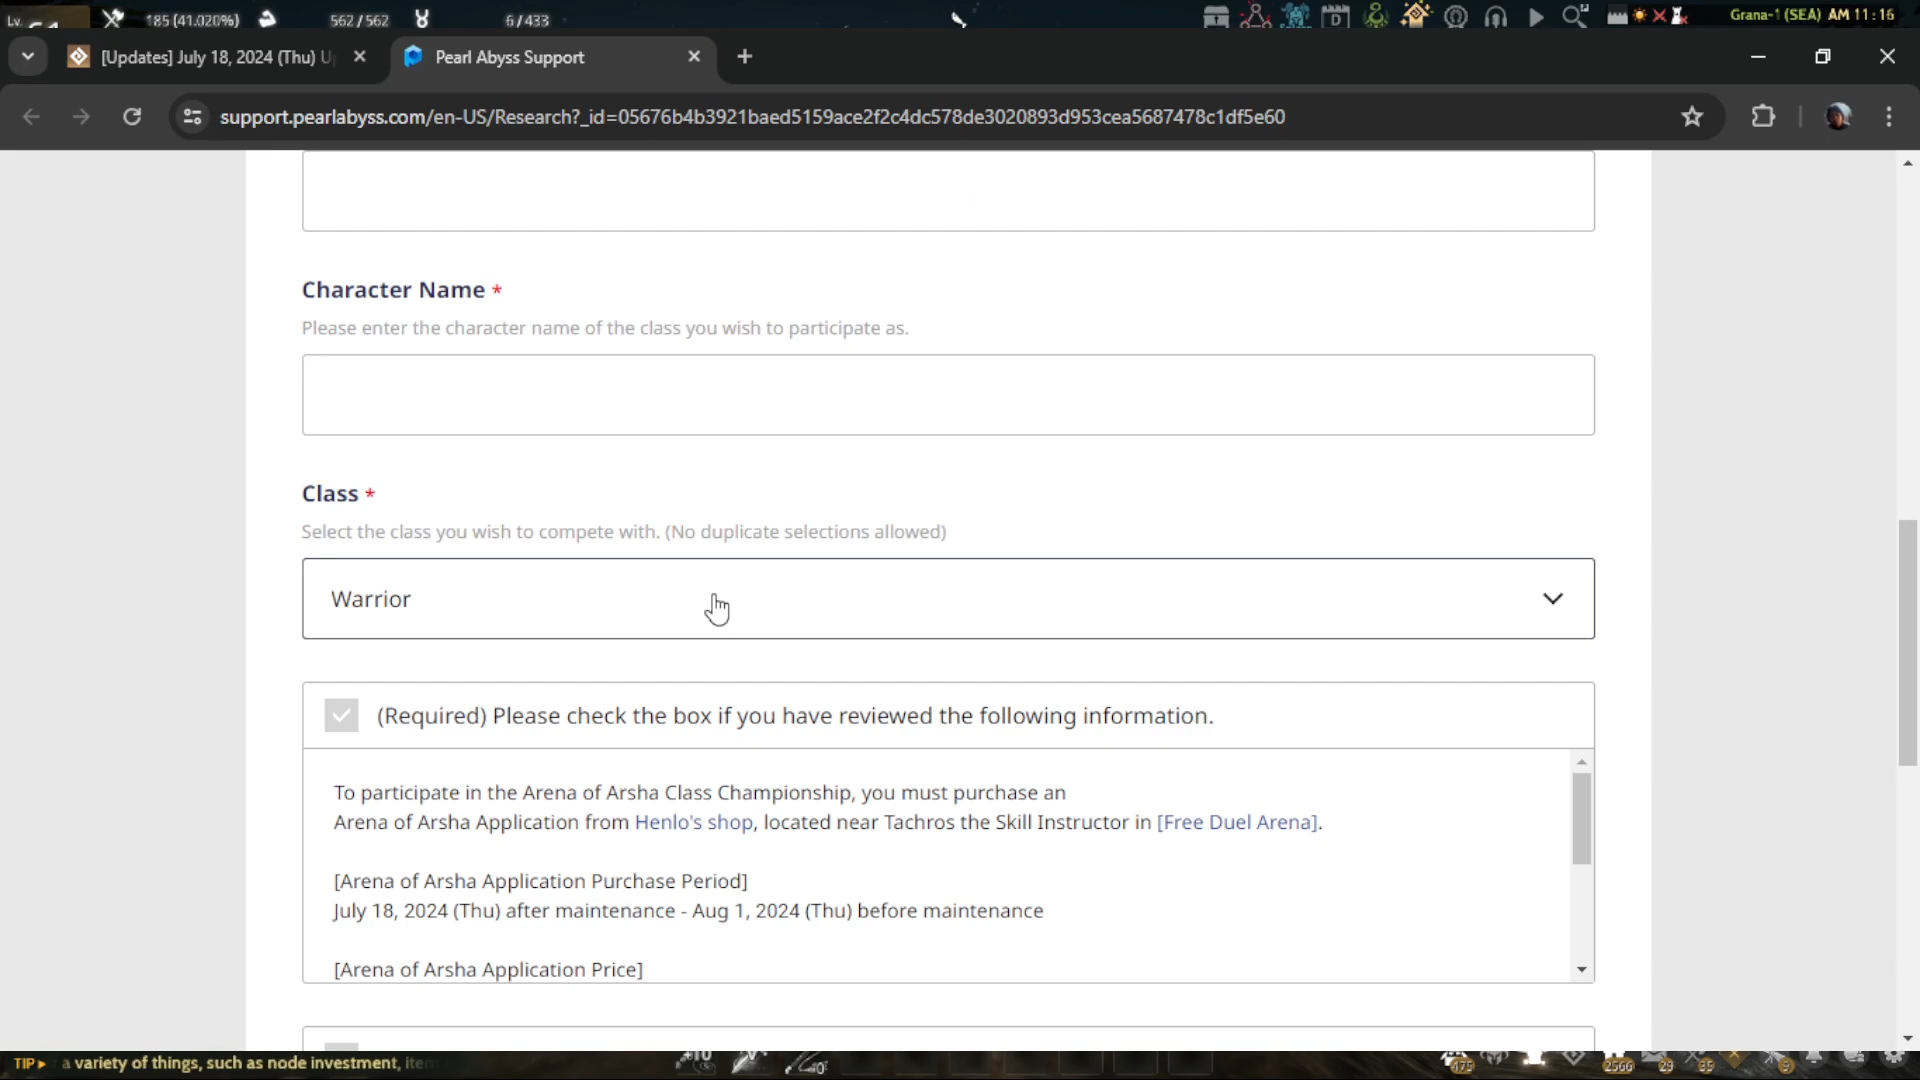 Lv. 185 (41.020%) 562/562 6/433 Grana-1 (SEA) AM 11:16
[Updates] July 18, 2024 (Thu) U Pearl Abyss Support
support.pearlabyss.com/en-US/Research?_id=05676b4b3921baed5159ace2f2c4dc578de3020893d953cea5687478c1df5e60
Character Name *
Please enter the character name of the class you wish to participate as.
Class *
Select the class you wish to compete with. (No duplicate selections allowed)
Warrior
(Required) Please check the box if you have reviewed the following information.
To participate in the Arena of Arsha Class Championship, you must purchase an
Arena of Arsha Application from Henlo's shop, located near Tachros the Skill Instructor in [Free Duel Arena].
[Arena of Arsha Application Purchase Period]
July 18, 2024 (Thu) after maintenance - Aug 1, 2024 (Thu) before maintenance
[Arena of Arsha Application Price]
TIP a variety of things, such as node investment, 475 2566 29 35 9